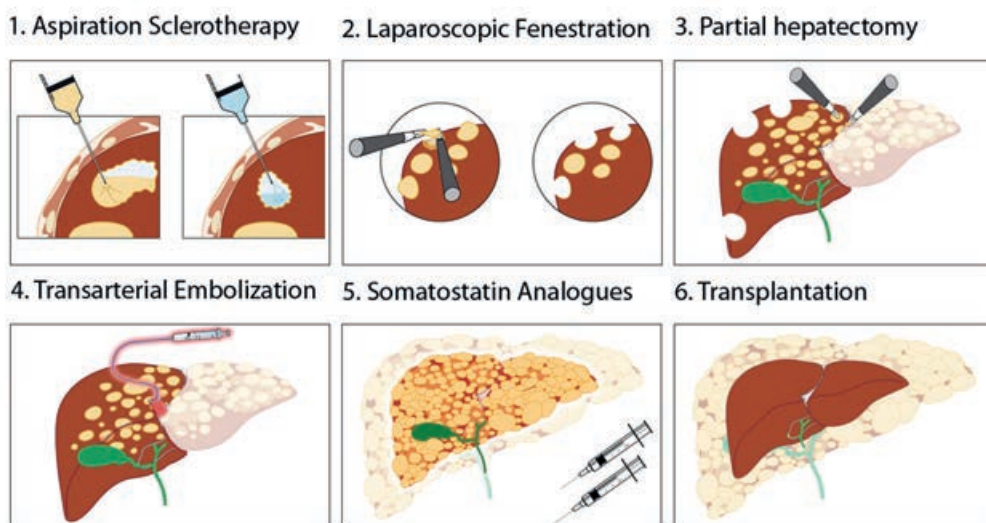 1. Aspiration Sclerotherapy
2. Laparoscopic Fenestration
3. Partial hepatectomy
4. Transarterial Embolization
5. Somatostatin Analogues
6. Transplantation